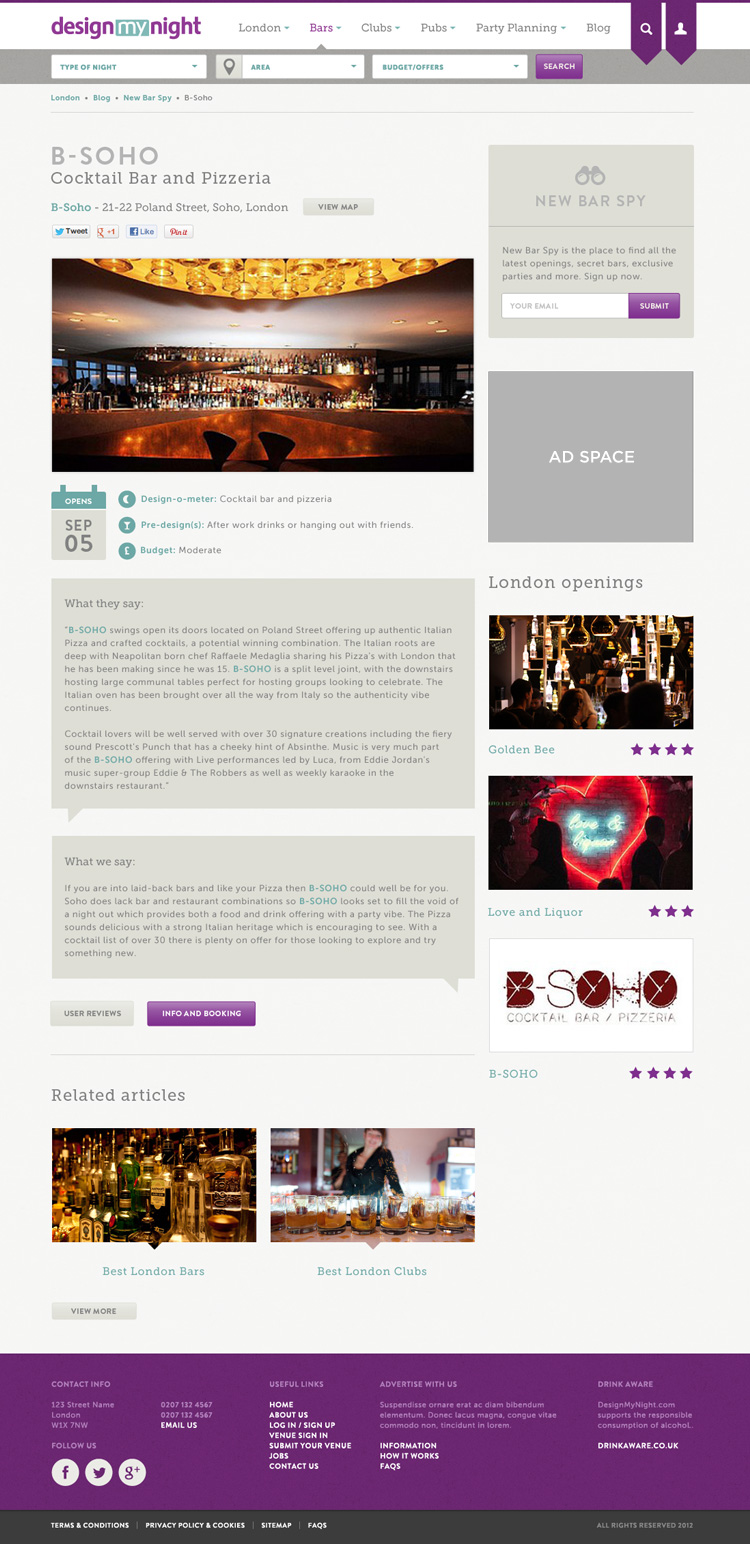 designmynight
London
Bars
Clubs
Pubs
Party Planning
Blog
TYPE OF NIGHT
AREA
BUDGET/OFFERS
SEARCH
London • Blog • New Bar Spy • B-Soho
B-SOHO
Cocktail Bar and Pizzeria
B-Soho - 21-22 Poland Street, Soho, London
VIEW MAP
Tweet
g +1
Like
Pin it
OPENS
SEP
05
Design-o-meter: Cocktail bar and pizzeria
Pre-design(s): After work drinks or hanging out with friends.
£
Budget: Moderate
What they say:
"B-SOHO swings open its doors located on Poland Street offering up authentic Italian
Pizza and crafted cocktails, a potential winning combination. The Italian roots are
deep with Neapolitan born chef Raffaele Medaglia sharing his Pizza's with London that
he has been making since he was 15. B-SOHO is a split level joint, with the downstairs
hosting large communal tables perfect for hosting groups looking to celebrate. The
Italian oven has been brought over all the way from Italy so the authenticity vibe
continues.
Cocktail lovers will be well served with over 30 signature creations including the fiery
sound Prescott's Punch that has a cheeky hint of Absinthe. Music is very much part
of the B-SOHO offering with Live performances led by Luca, from Eddie Jordan's
music super-group Eddie & The Robbers as well as weekly karaoke in the
downstairs restaurant."
What we say:
If you are into laid-back bars and like your Pizza then B-SOHO could well be for you.
Soho does lack bar and restaurant combinations so B-SOHO looks set to fill the void of
a night out which provides both a food and drink offering with a party vibe. The Pizza
sounds delicious with a strong Italian heritage which is encouraging to see. With a
cocktail list of over 30 there is plenty on offer for those looking to explore and try
something new.
USER REVIEWS
INFO AND BOOKING
Related articles
Best London Bars
Best London Clubs
VIEW MORE
NEW BAR SPY
New Bar Spy is the place to find all the
latest openings, secret bars, exclusive
parties and more. Sign up now.
YOUR EMAIL
SUBMIT
AD SPACE
London openings
Golden Bee
love &
liquor
Love and Liquor
B-SOHO
COCKTAIL BAR / PIZZERIA
B-SOHO
CONTACT INFO
123 Street Name
London
W1X 7NW
0207 132 4567
0207 132 4567
EMAIL US
FOLLOW US
f
g+
USEFUL LINKS
HOME
ABOUT US
LOG IN / SIGN UP
VENUE SIGN IN
SUBMIT YOUR VENUE
JOBS
CONTACT US
ADVERTISE WITH US
Suspendisse ornare erat ac diam bibendum
elementum. Donec lacus magna, congue vitae
commodo non, tincidunt in lorem.
INFORMATION
HOW IT WORKS
FAQS
DRINK AWARE
DesignMyNight.com
supports the responsible
consumption of alcohol..
DRINKAWARE.CO.UK
TERMS & CONDITIONS | PRIVACY POLICY & COOKIES | SITEMAP | FAQS
ALL RIGHTS RESERVED 2012